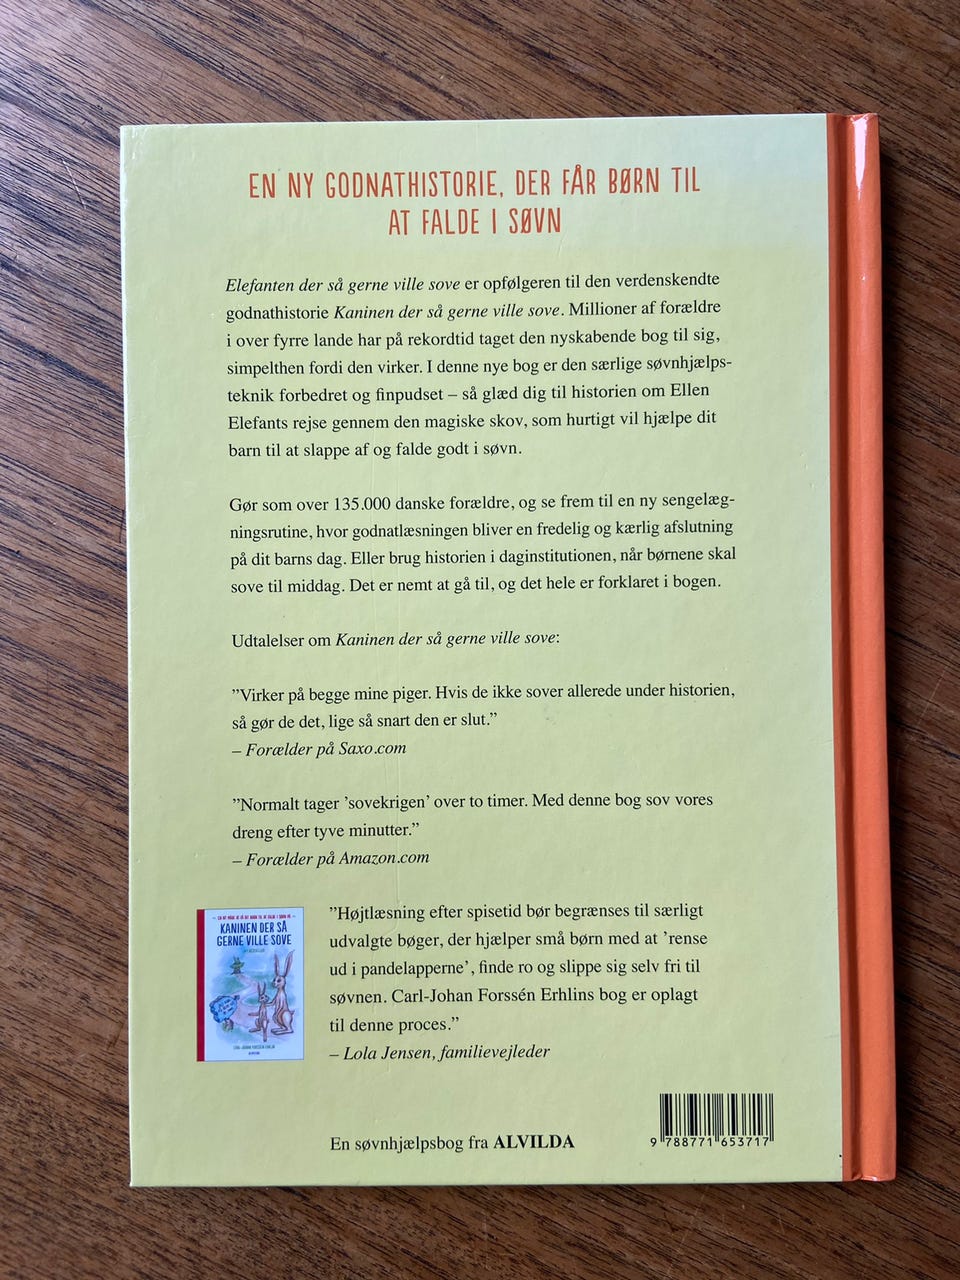 EN NY GODNATHISTORIE, DER FÅR BØRN TIL
AT FALDE I SØVN
Elefanten der så gerne ville sove er opfølgeren til den verdenskendte
godnathistorie Kaninen der så gerne ville sove. Millioner af forældre
i over fyrre lande har på rekordtid taget den nyskabende bog til sig,
simpelthen fordi den virker. I denne nye bog er den særlige søvnhjælps-
teknik forbedret og finpudset – så glæd dig til historien om Ellen
Elefants rejse gennem den magiske skov, som hurtigt vil hjælpe dit
barn til at slappe af og falde godt i søvn.
Gør som over 135.000 danske forældre, og se frem til en ny sengelæg-
ningsrutine, hvor godnatlæsningen bliver en fredelig og kærlig afslutning
på dit barns dag. Eller brug historien i daginstitutionen, når børnene skal
sove til middag. Det er nemt at gå til, og det hele er forklaret i bogen.
Udtalelser om Kaninen der så gerne ville sove:
”Virker på begge mine piger. Hvis de ikke sover allerede under historien,
så gør de det, lige så snart den er slut.”
– Forælder på Saxo.com
”Normalt tager ’sovekrigen’ over to timer. Med denne bog sov vores
dreng efter tyve minutter.”
– Forælder på Amazon.com
KANINEN DER SÅ
GERNE VILLE SOVE
”Højtlæsning efter spisetid bør begrænses til særligt
udvalgte bøger, der hjælper små børn med at ’rense
ud i pandelapperne’, finde ro og slippe sig selv fri til
søvnen. Carl-Johan Forssén Erhlins bog er oplagt
til denne proces.”
– Lola Jensen, familievejleder
En søvnhjælpsbog fra ALVILDA
9 788771 653717